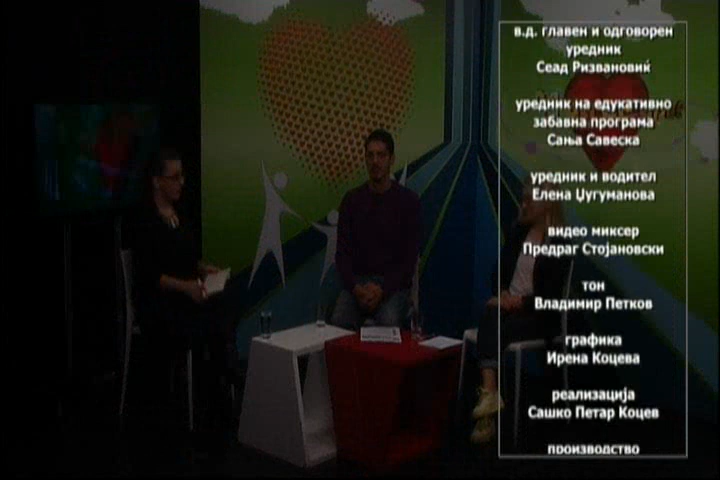 в.д. главен и одговорен
уредник
Сеад Ризвановиќ
уредник на едукативно
забавна програма
Сања Савеска
уредник и водител
Елена Џугуманова
видео миксер
Предраг Стојановски
тон
Владимир Петков
графика
Ирена Коцева
реализација
Сашко Петар Коцев
производство